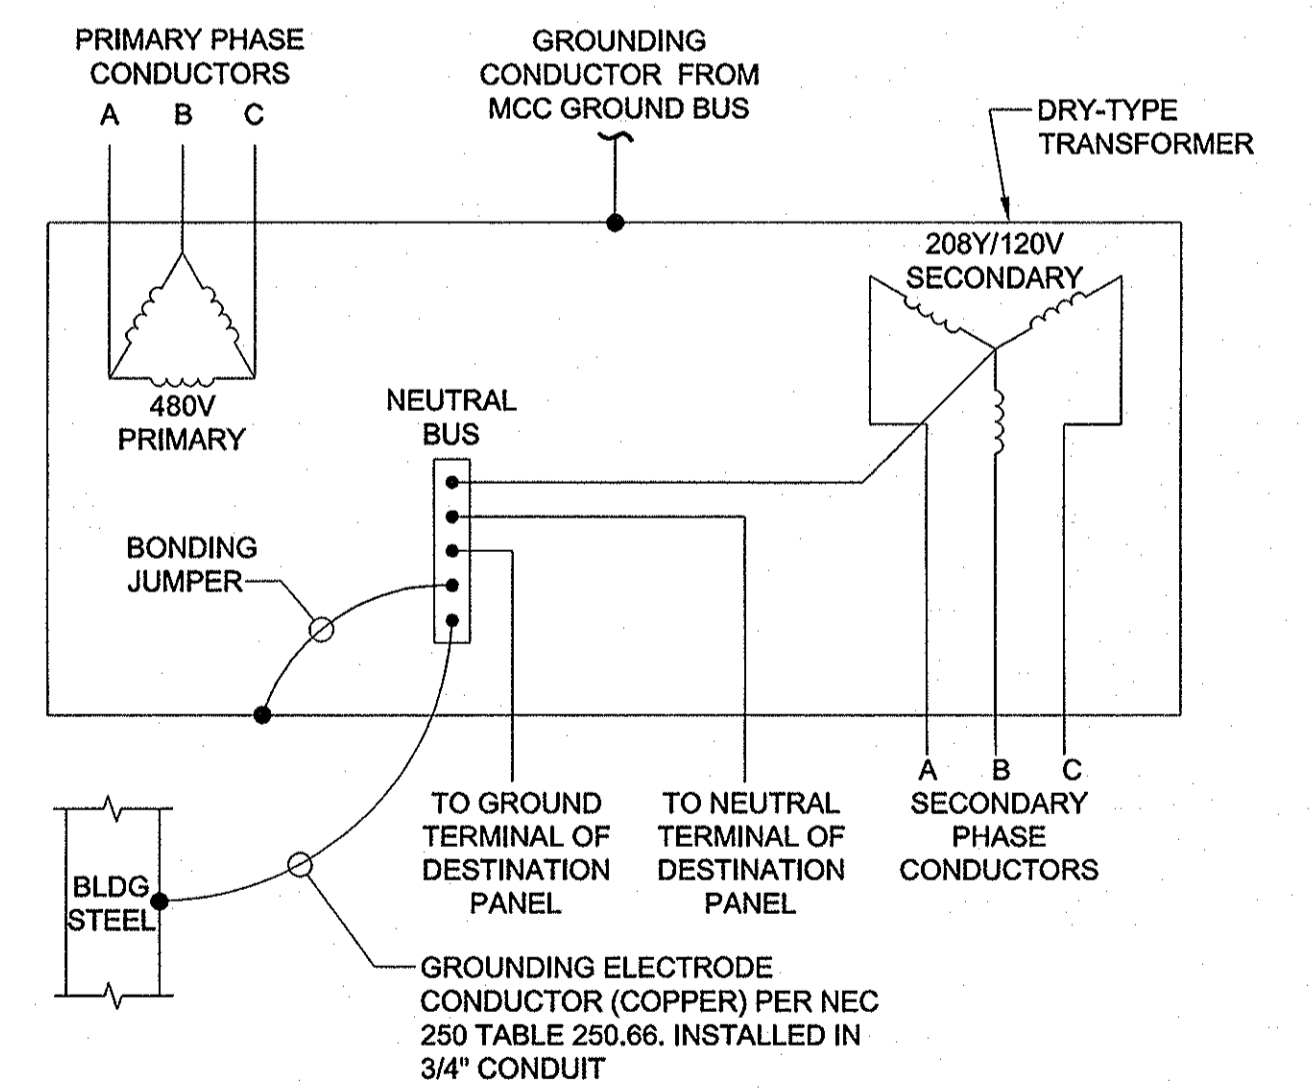 PRIMARY PHASE
CONDUCTORS
A B C
GROUNDING
CONDUCTOR FROM
MCC GROUND BUS
DRY-TYPE
TRANSFORMER
208Y/120V
SECONDARY
480V
PRIMARY
NEUTRAL
BUS
BONDING
JUMPER
A B C
SECONDARY
PHASE
CONDUCTORS
TO GROUND
TERMINAL OF
DESTINATION
PANEL
TO NEUTRAL
TERMINAL OF
DESTINATION
PANEL
BLDG
STEEL
GROUNDING ELECTRODE
CONDUCTOR (COPPER) PER NEC
250 TABLE 250.66. INSTALLED IN
3/4" CONDUIT